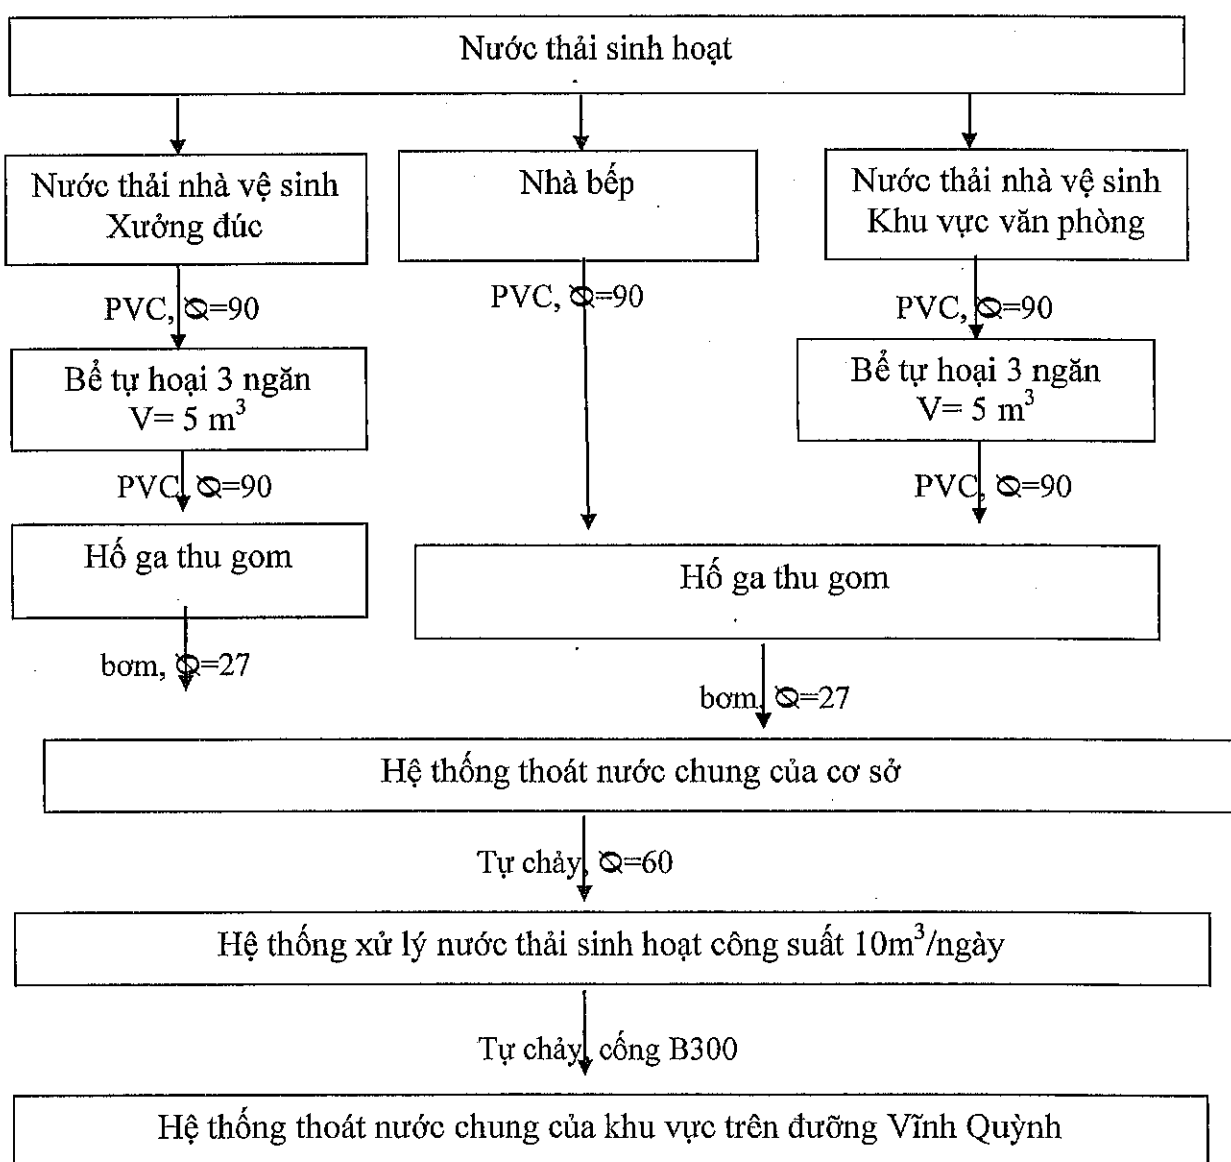 Nước thải sinh hoạt
Nước thải nhà vệ sinh
Xưởng đúc
Nhà bếp
Nước thải nhà vệ sinh
Khu vực văn phòng
PVC, Ø=90
PVC, Ø=90
PVC, Ø=90
Bể tự hoại 3 ngăn
V= 5 m³
Bể tự hoại 3 ngăn
V= 5 m³
PVC, Ø=90
PVC, Ø=90
Hố ga thu gom
Hố ga thu gom
bơm, Ø=27
bơm, Ø=27
Hệ thống thoát nước chung của cơ sở
Tự chảy, Ø=60
Hệ thống xử lý nước thải sinh hoạt công suất 10m³/ngày
Tự chảy, cống B300
Hệ thống thoát nước chung của khu vực trên đưỡng Vĩnh Quỳnh